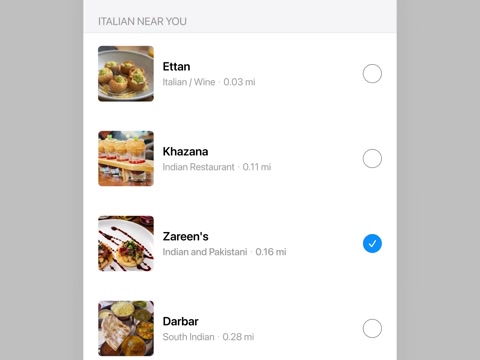 ITALIAN NEAR YOU
Ettan
Italian / Wine · 0.03 mi
Khazana
Indian Restaurant · 0.11 mi
Zareen's
Indian and Pakistani · 0.16 mi
Darbar
South Indian · 0.28 mi